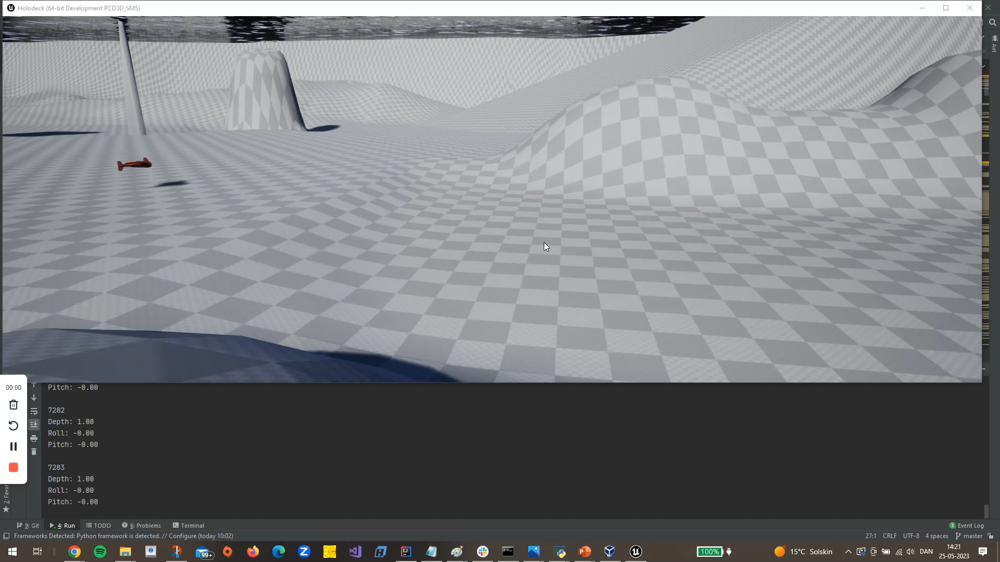 Holodeck (64-bit Development PCD3D_SM5)
Ant
00:00
Pitch: -0.00
7282
Depth: 1.00
Roll: -0.00
Pitch: -0.00
7283
Depth: 1.00
Roll: -0.00
Pitch: -0.00
2: Favor
9: Git
4: Run
TODO
6: Problems
Terminal
3 Event Log
Frameworks Detected: Python framework is detected. // Configure (today 10:02)
27:1 CRLF UTF-8 4 spaces master
99+
100%
15°C Solskin
DAN
14:21
25-05-2023